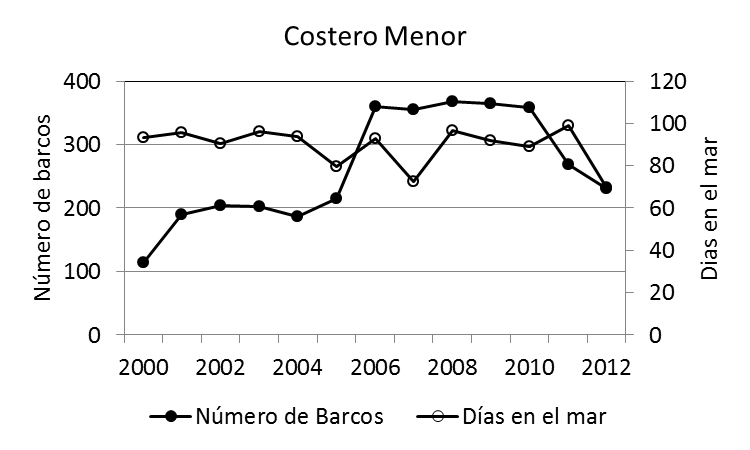 Costero Menor
Número de barcos
400
300
200
100
0
120
100
80
60
40
20
0
Dias en el mar
2000 2002 2004 2006 2008 2010 2012
Número de Barcos Días en el mar